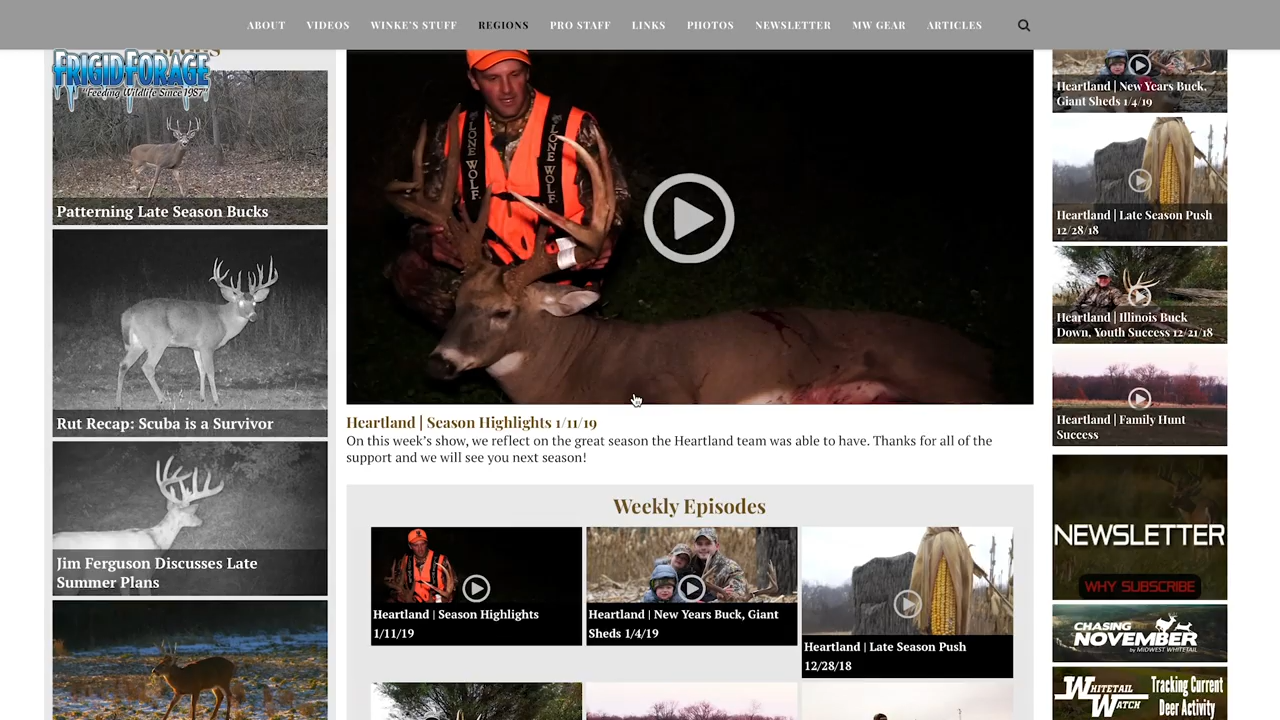 ABOUT VIDEOS WINKE'S STUFF REGIONS PRO STAFF LINKS PHOTOS NEWSLETTER MW GEAR ARTICLES
FRIGID FORAGE
"Feeding Wildlife Since 1987"
Patterning Late Season Bucks
Rut Recap: Scuba is a Survivor
Jim Ferguson Discusses Late
Summer Plans
LONE WOLF
LONE WOLF
Heartland | Season Highlights 1/11/19
On this week's show, we reflect on the great season the Heartland team was able to have. Thanks for all of the
support and we will see you next season!
Weekly Episodes
Heartland | Season Highlights
1/11/19
Heartland | New Years Buck, Giant
Sheds 1/4/19
Heartland | Late Season Push
12/28/18
Heartland | New Years Buck,
Giant Sheds 1/4/19
Heartland | Late Season Push
12/28/18
Heartland | Illinois Buck
Down, Youth Success 12/21/18
Heartland | Family Hunt
Success
NEWSLETTER
WHY SUBSCRIBE
CHASING
NOVEMBER
by MIDWEST WHITETAIL
WHITETAIL
WATCH
Tracking Current
Deer Activity